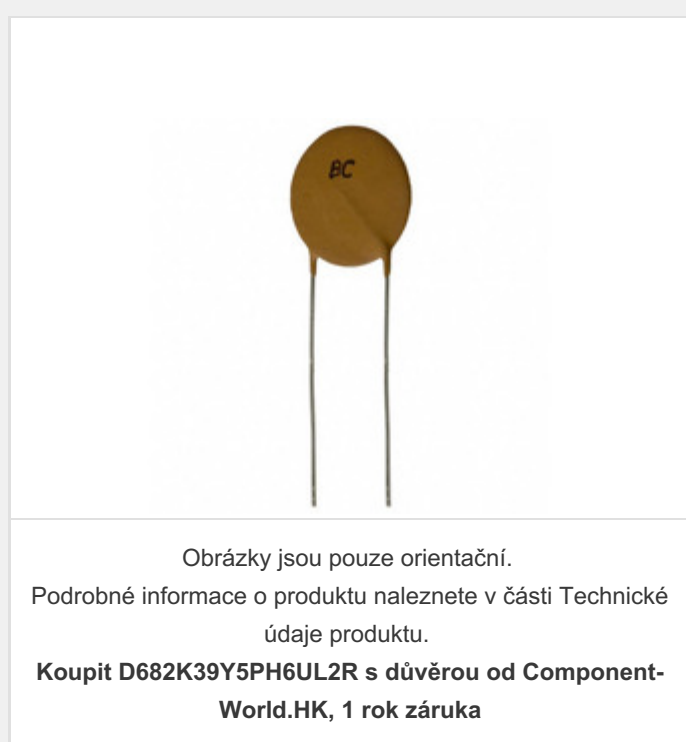 BC
Obrázky jsou pouze orientační.
Podrobné informace o produktu naleznete v části Technické
údaje produktu.
Koupit D682K39Y5PH6UL2R s důvěrou od Component-
World.HK, 1 rok záruka